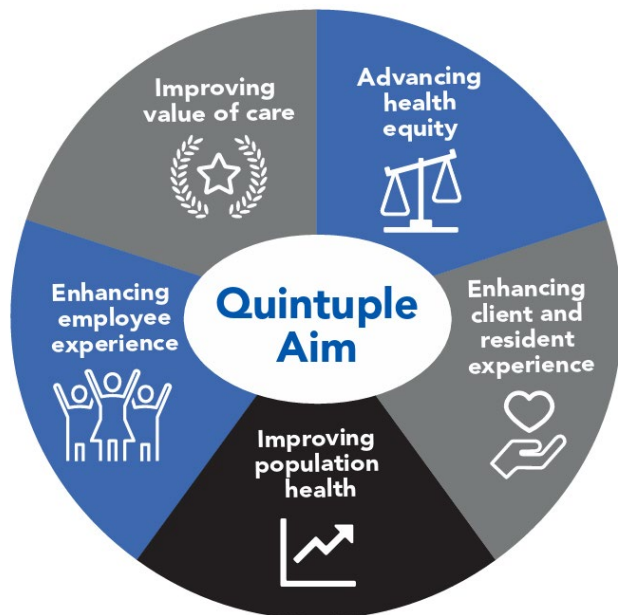 Improving
value of care
Advancing
health
equity
Enhancing
employee
experience
Quintuple
Aim
Enhancing
client and
resident
experience
Improving
population
health